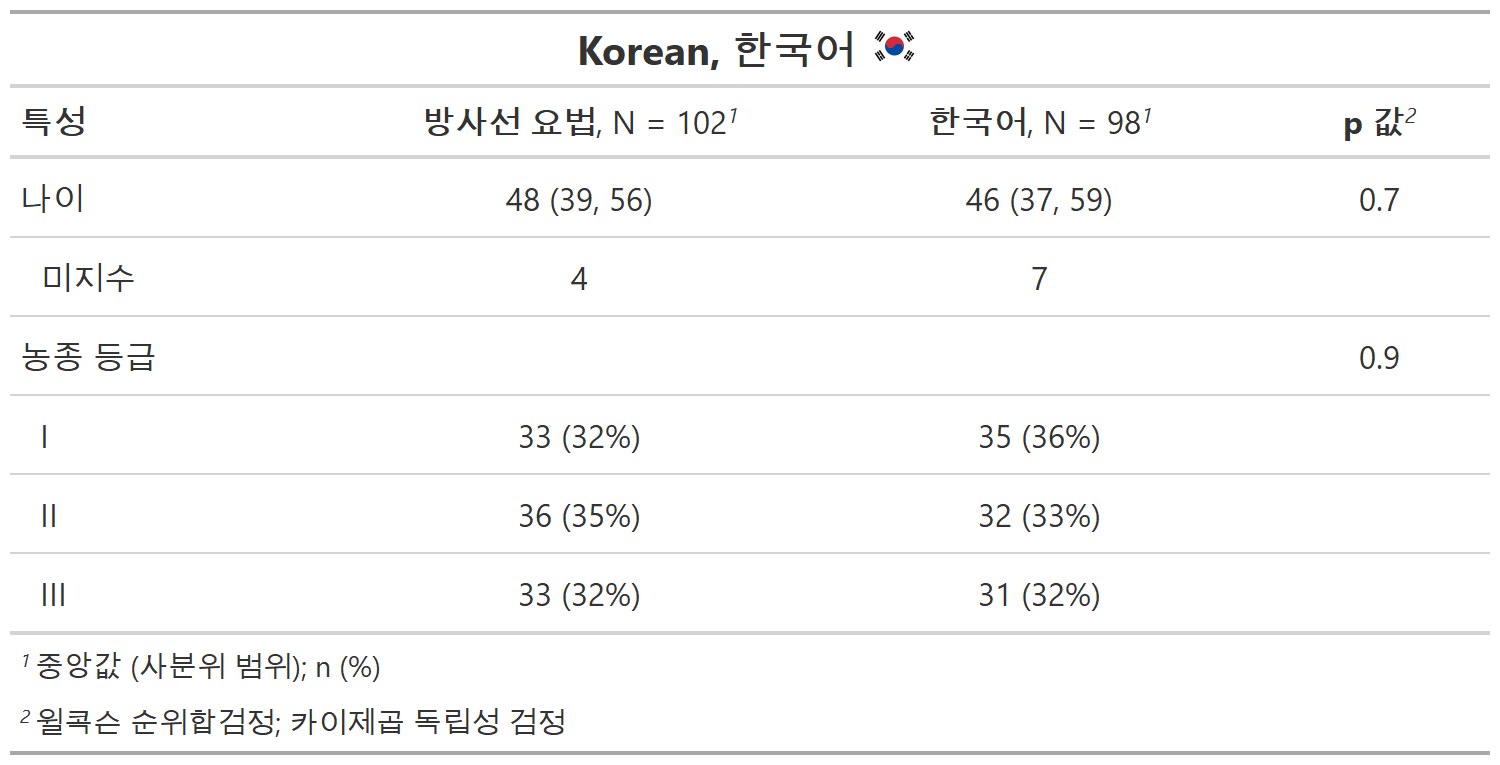 Korean, 한국어 🇰🇷
특성 방사선 요법, N = 102¹ 한국어, N = 98¹ p 값²
나이 48 (39, 56) 46 (37, 59) 0.7
미지수 4 7
농종 등급 0.9
I 33 (32%) 35 (36%)
II 36 (35%) 32 (33%)
III 33 (32%) 31 (32%)
¹ 중앙값 (사분위 범위); n (%)
² 윌콕슨 순위합검정; 카이제곱 독립성 검정